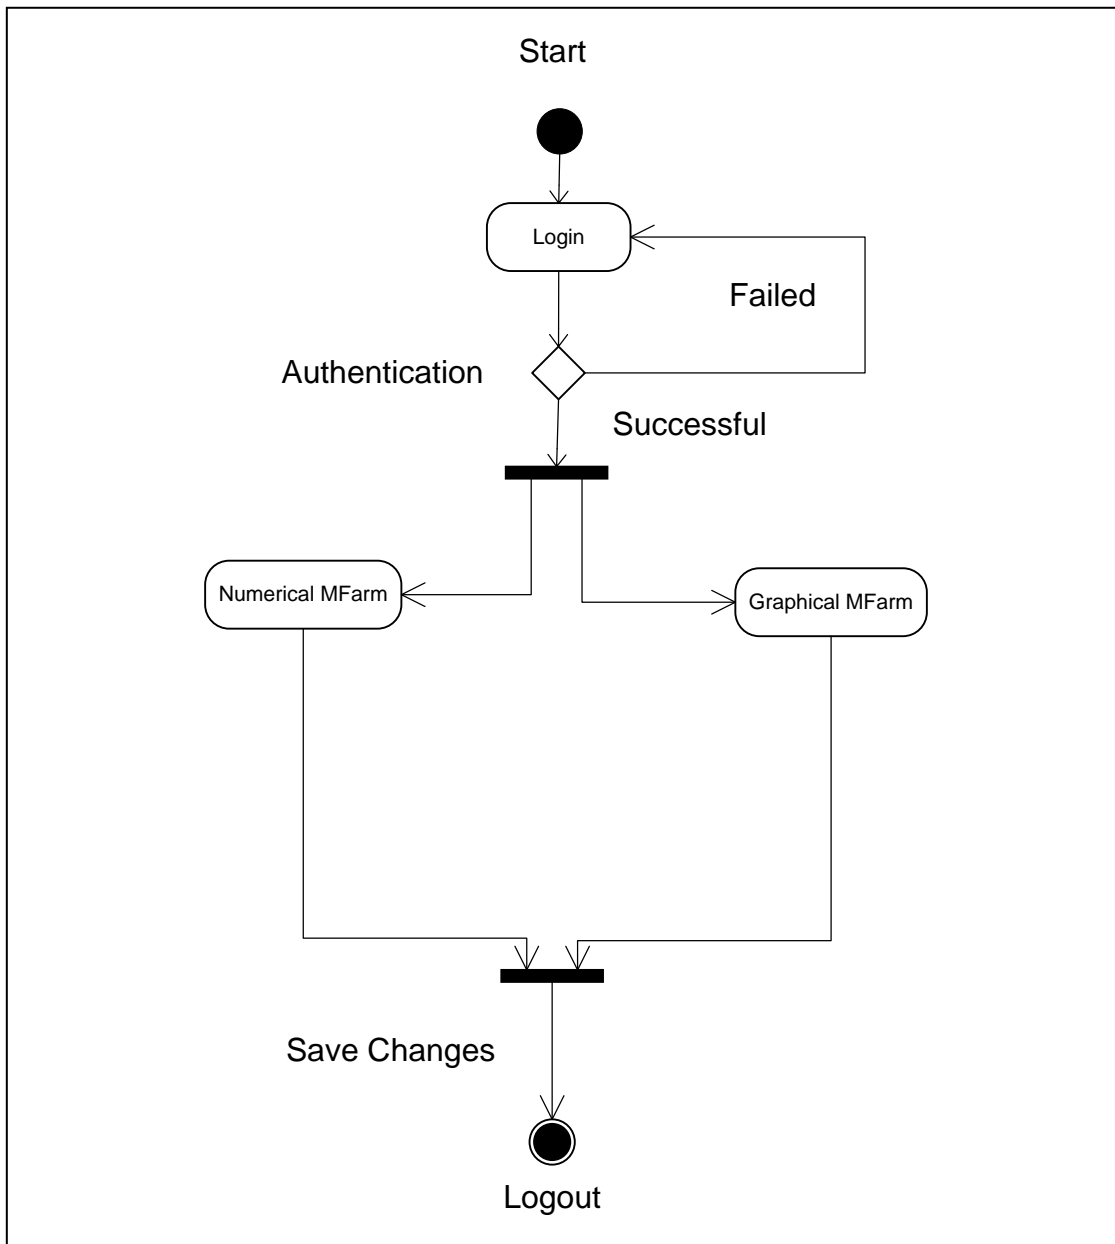 Start
Login
Failed
Authentication
Successful
Numerical MFarm
Graphical MFarm
Save Changes
Logout